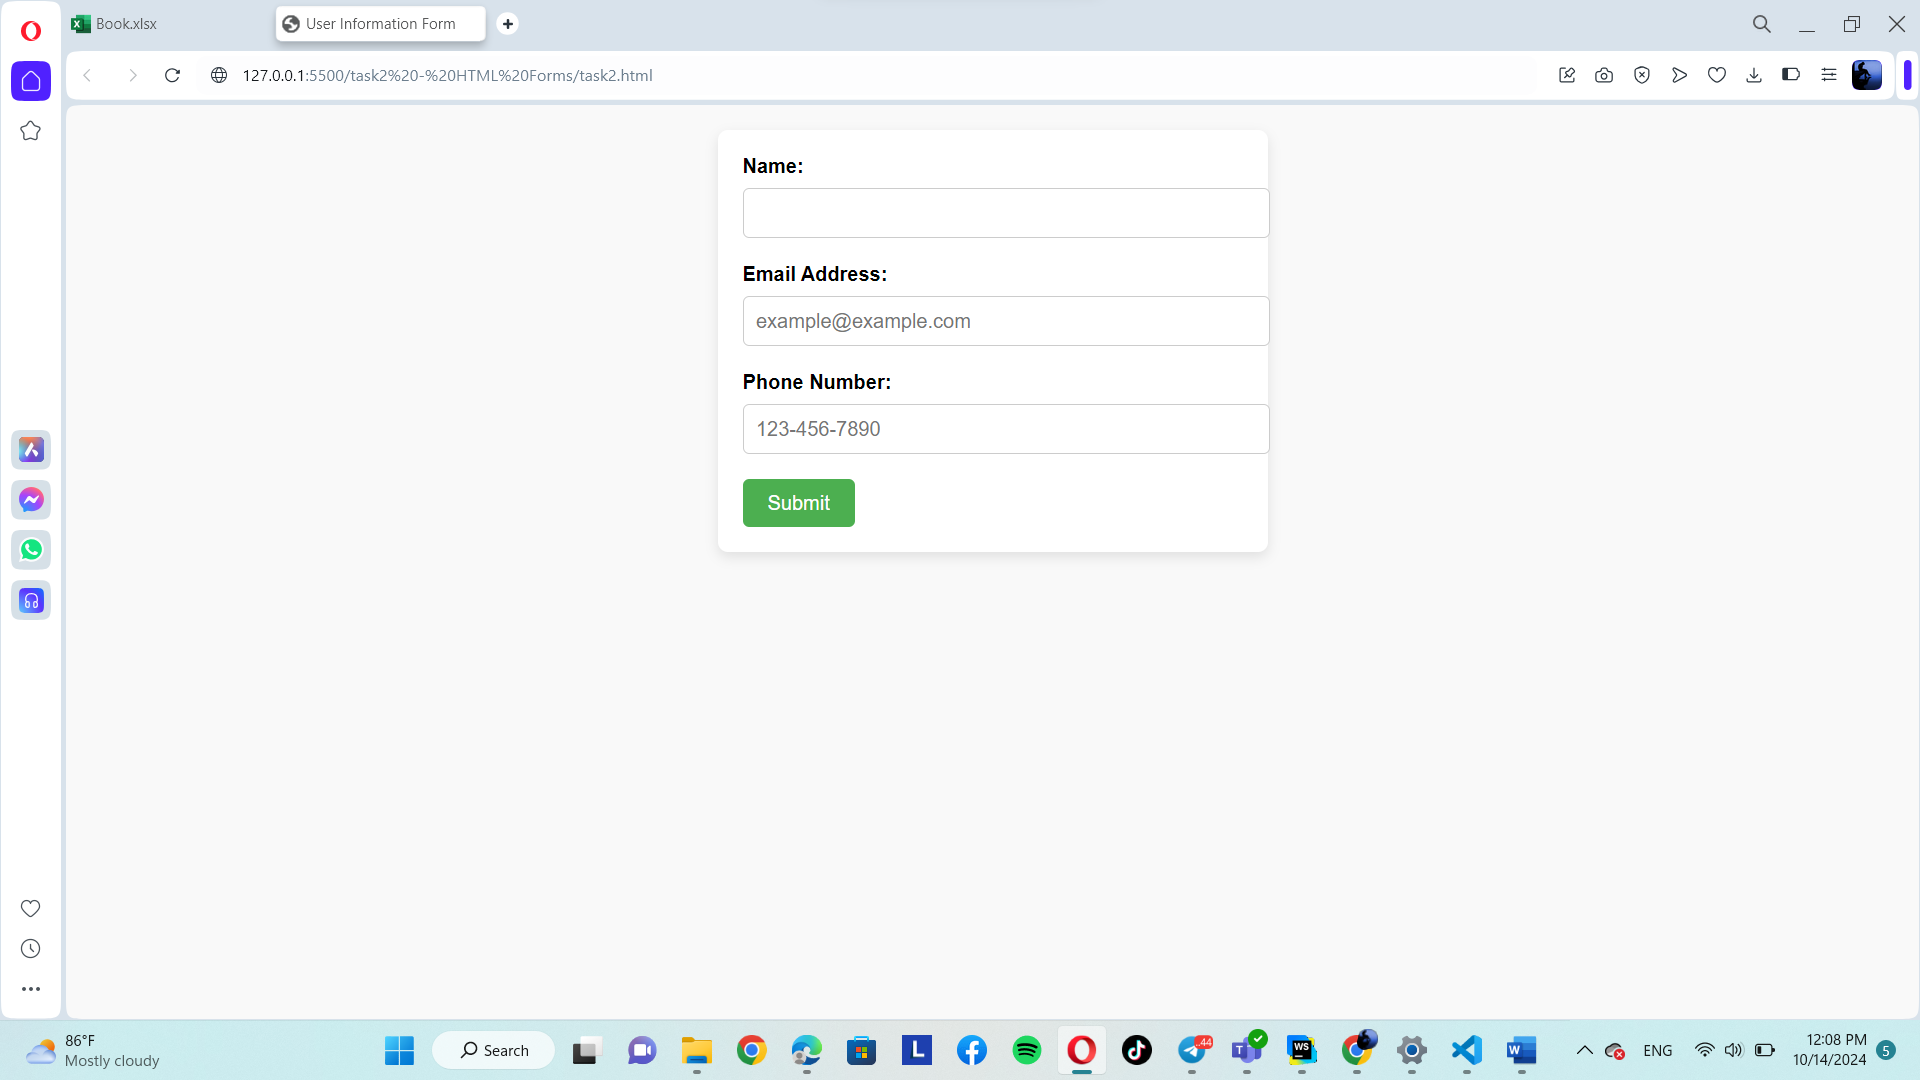 Book.xlsx
User Information Form
127.0.0.1:5500/task2%20-%20HTML%20Forms/task2.html
Name:
Email Address:
example@example.com
Phone Number:
123-456-7890
Submit
86°F
Mostly cloudy
Search
L
..44
T
WS
W
ENG
12:08 PM
10/14/2024
5